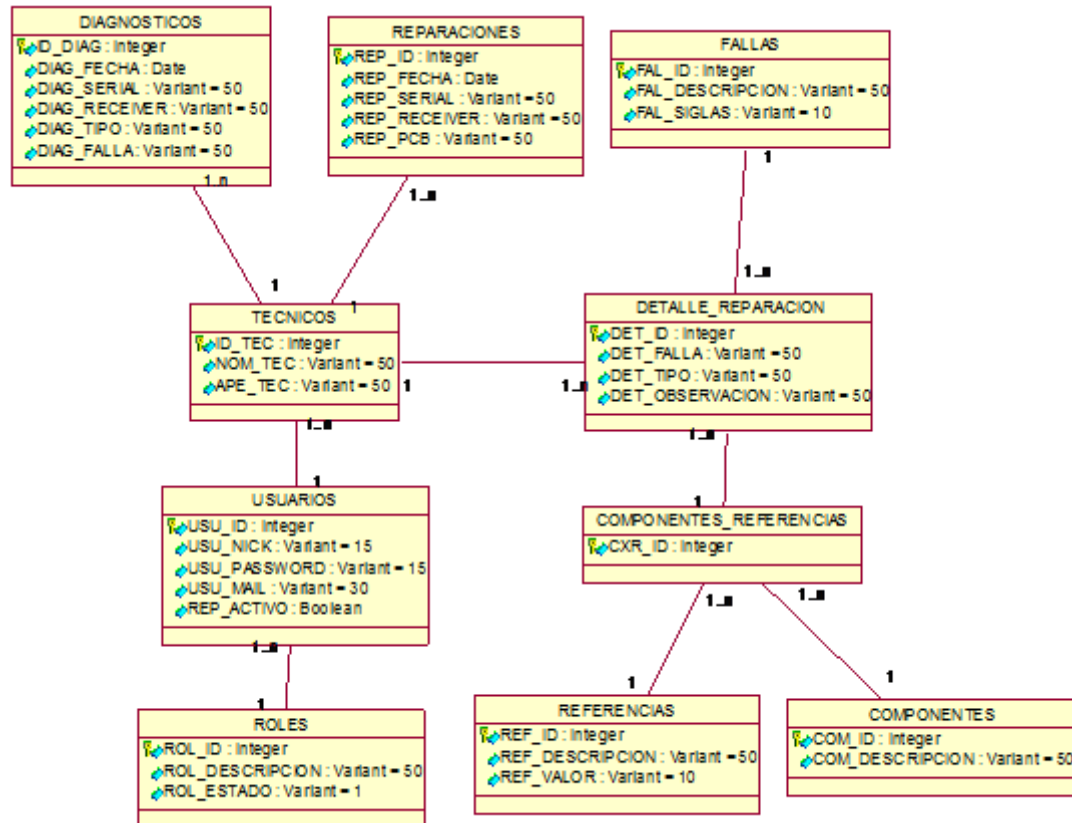 DIAGNOSTICOS
ID_DIAG : Integer
DIAG_FECHA : Date
DIAG_SERIAL : Variant = 50
DIAG_RECEIVER : Variant = 50
DIAG_TIPO : Variant = 50
DIAG_FALLA : Variant = 50
1..n
REPARACIONES
REP_ID : Integer
REP_FECHA : Date
REP_SERIAL : Variant = 50
REP_RECEIVER : Variant = 50
REP_PCB : Variant = 50
1..n
FALLAS
FAL_ID : Integer
FAL_DESCRIPCION : Variant = 50
FAL_SIGLAS : Variant = 10
1
1..n
1
1
TECNICOS
ID_TEC : Integer
NOM_TEC : Variant = 50
APE_TEC : Variant = 50
1
1..n
1..n
DETALLE_REPARACION
DET_ID : Integer
DET_FALLA : Variant = 50
DET_TIPO : Variant = 50
DET_OBSERVACION : Variant = 50
1..n
1
USUARIOS
USU_ID : Integer
USU_NICK : Variant = 15
USU_PASSWORD : Variant = 15
USU_MAIL : Variant = 30
REP_ACTIVO : Boolean
1..n
1
COMPONENTES_REFERENCIAS
CXR_ID : Integer
1..n
1..n
1
ROLES
ROL_ID : Integer
ROL_DESCRIPCION : Variant = 50
ROL_ESTADO : Variant = 1
1
REFERENCIAS
REF_ID : Integer
REF_DESCRIPCION : Variant = 50
REF_VALOR : Variant = 10
1
COMPONENTES
COM_ID : Integer
COM_DESCRIPCION : Variant = 50